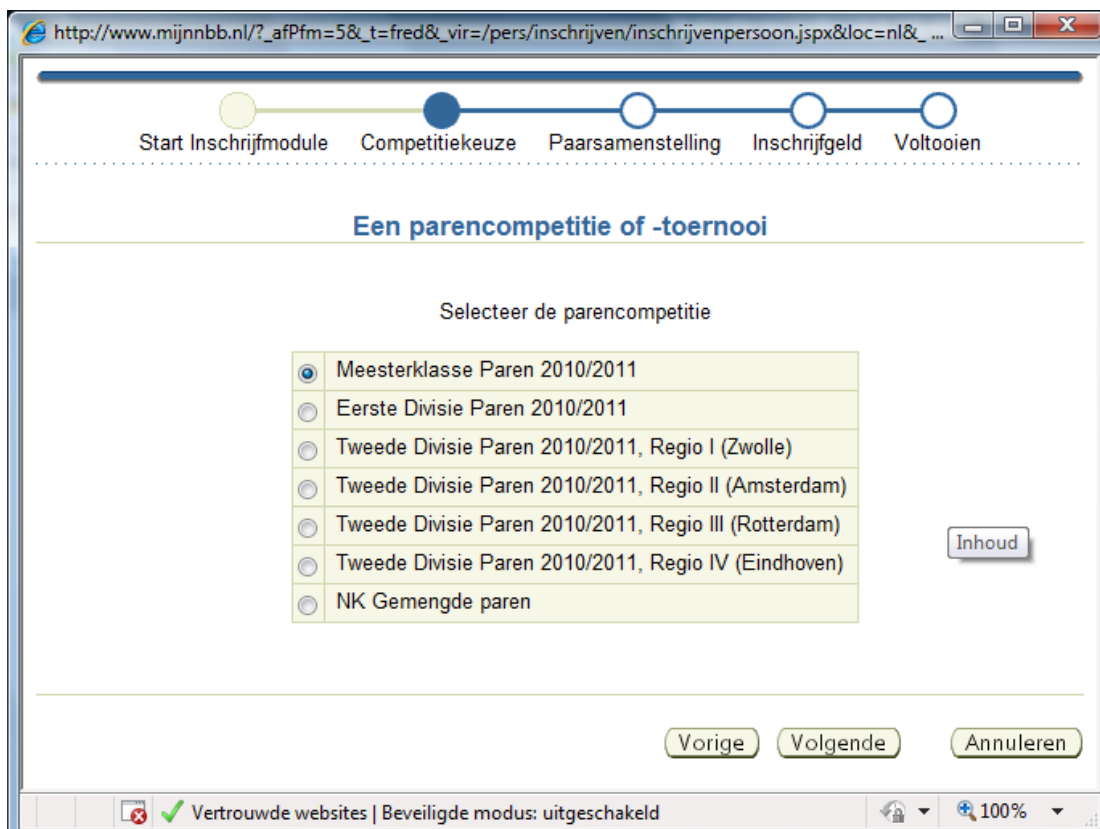 http://www.mijnnbb.nl/?_afPfm=5&_t=fred&_vir=/pers/inschrijven/inschrijvenpersoon.jspx&loc=nl&_ ...
Start Inschrijfmodule Competitiekeuze Paarsamenstelling Inschrijfgeld Voltooien
Een parencompetitie of -toernooi
Selecteer de parencompetitie
Meesterklasse Paren 2010/2011
Eerste Divisie Paren 2010/2011
Tweede Divisie Paren 2010/2011, Regio I (Zwolle)
Tweede Divisie Paren 2010/2011, Regio II (Amsterdam)
Tweede Divisie Paren 2010/2011, Regio III (Rotterdam)
Inhoud
Tweede Divisie Paren 2010/2011, Regio IV (Eindhoven)
NK Gemengde paren
Vorige Volgende Annuleren
Vertrouwde websites | Beveiligde modus: uitgeschakeld 100%